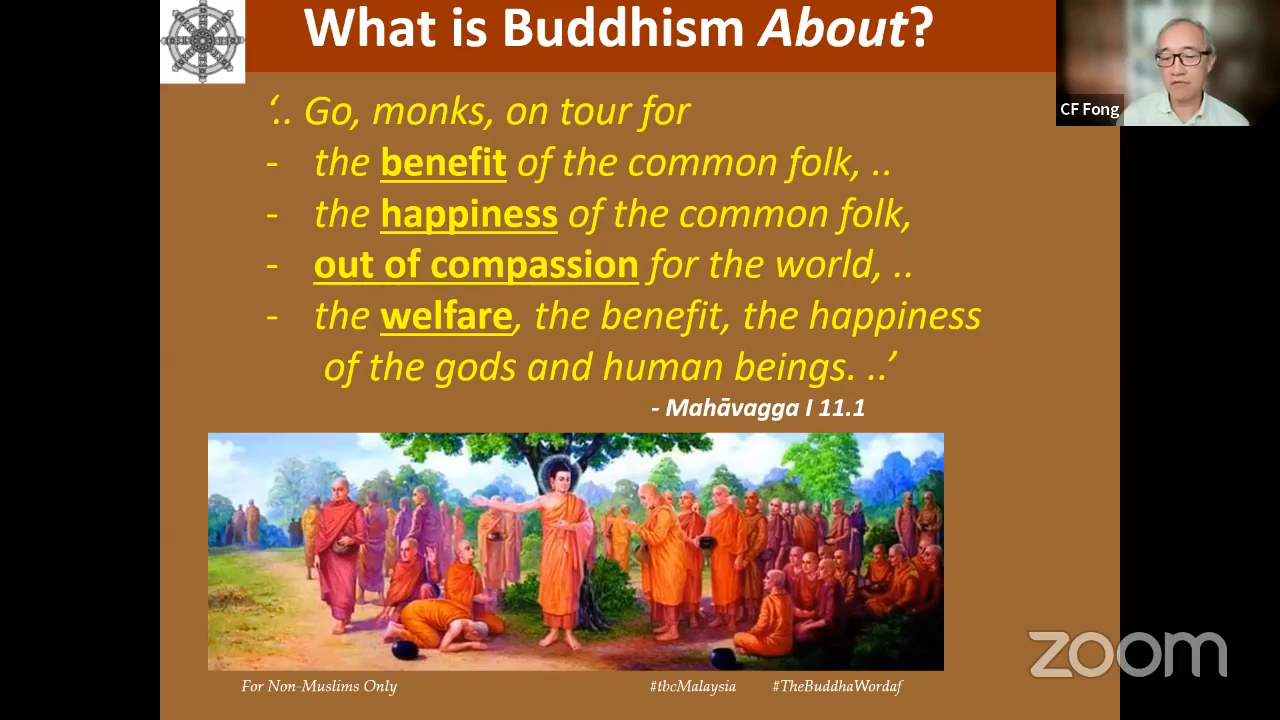 What is Buddhism About?
CF Fong
‘.. Go, monks, on tour for
- the benefit of the common folk, ..
- the happiness of the common folk,
- out of compassion for the world, ..
- the welfare, the benefit, the happiness
of the gods and human beings. ..’
- Mahāvagga I 11.1
For Non-Muslims Only
#tbcMalaysia
#TheBuddhaWordaf
zoom